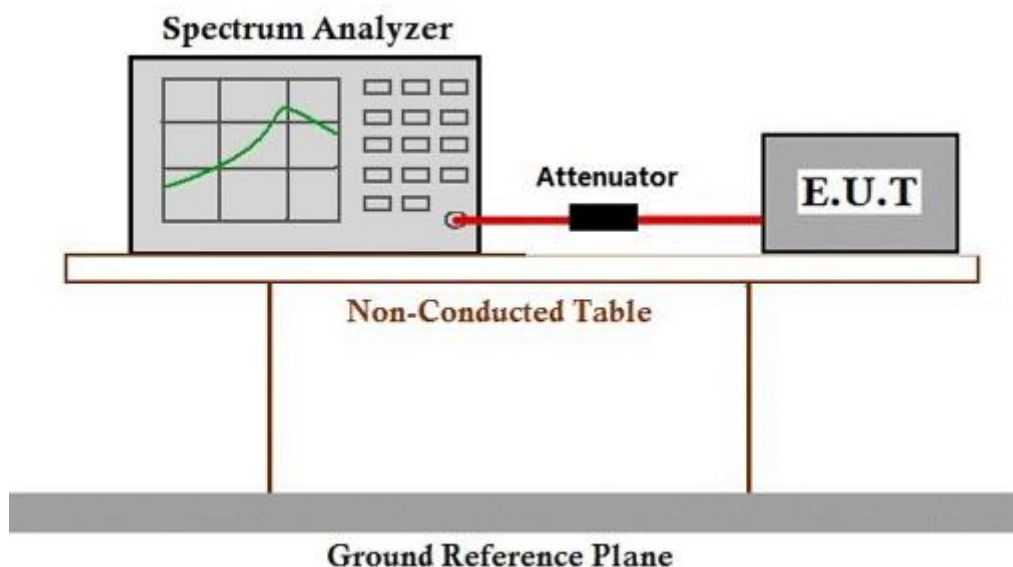 Spectrum Analyzer
Attenuator
E.U.T
Non-Conducted Table
Ground Reference Plane